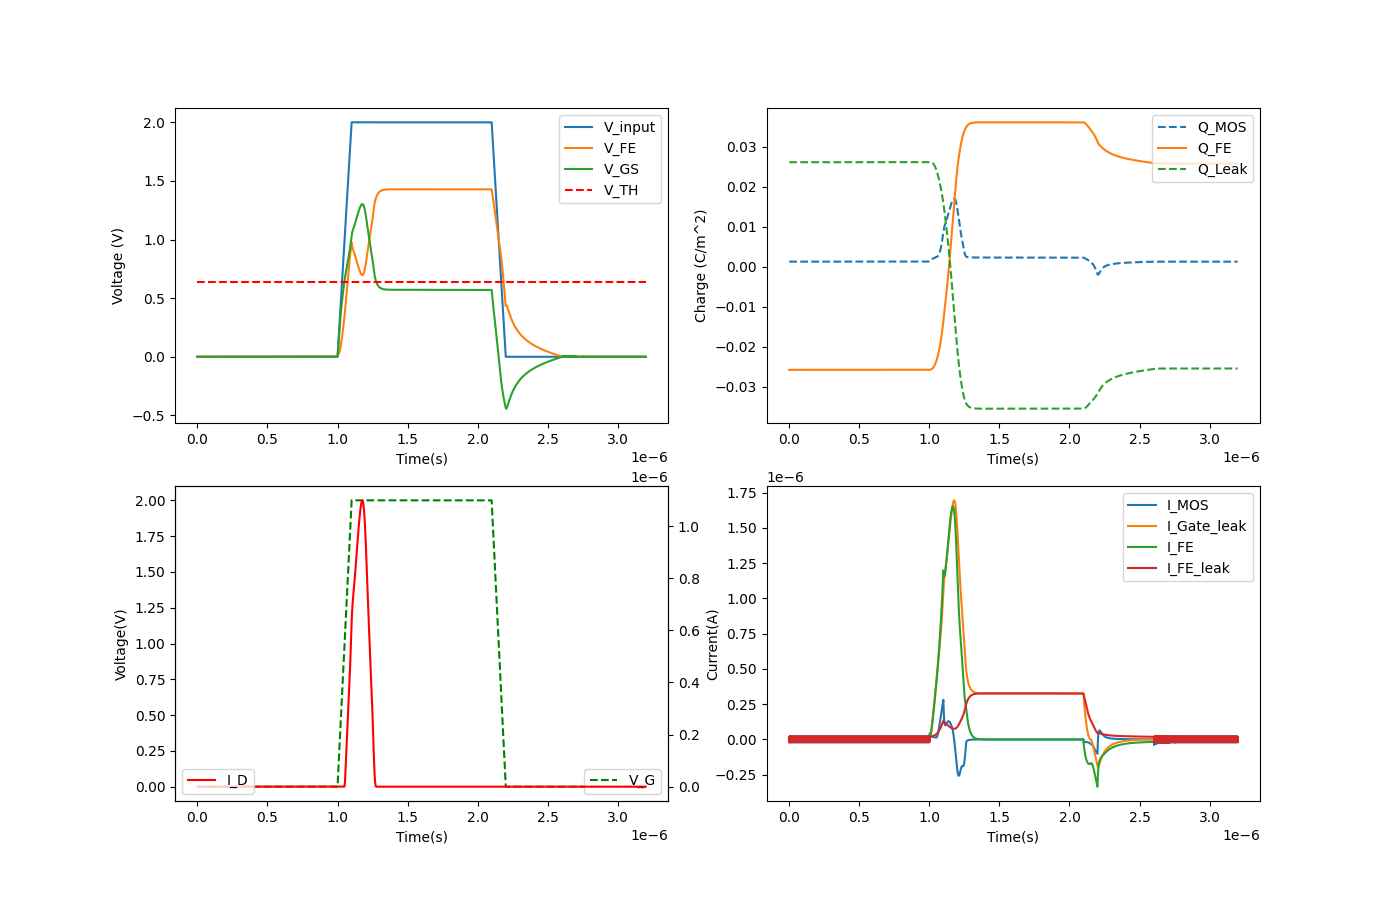 2.0
1.5
1.0
0.5
0.0
−0.5
Voltage (V)
V_input
V_FE
V_GS
V_TH
0.0 0.5 1.0 1.5 2.0 2.5 3.0
Time(s)
1e−6
0.03
0.02
0.01
0.00
−0.01
−0.02
−0.03
Charge (C/m^2)
Q_MOS
Q_FE
Q_Leak
0.0 0.5 1.0 1.5 2.0 2.5 3.0
Time(s)
1e−6
1e−6
2.00
1.75
1.50
1.25
1.00
0.75
0.50
0.25
0.00
Voltage(V)
I_D
V_G
1.0
0.8
0.6
0.4
0.2
0.0
Current(A)
0.0 0.5 1.0 1.5 2.0 2.5 3.0
Time(s)
1e−6
1e−6
1.75
1.50
1.25
1.00
0.75
0.50
0.25
0.00
−0.25
I_MOS
I_Gate_leak
I_FE
I_FE_leak
0.0 0.5 1.0 1.5 2.0 2.5 3.0
Time(s)
1e−6